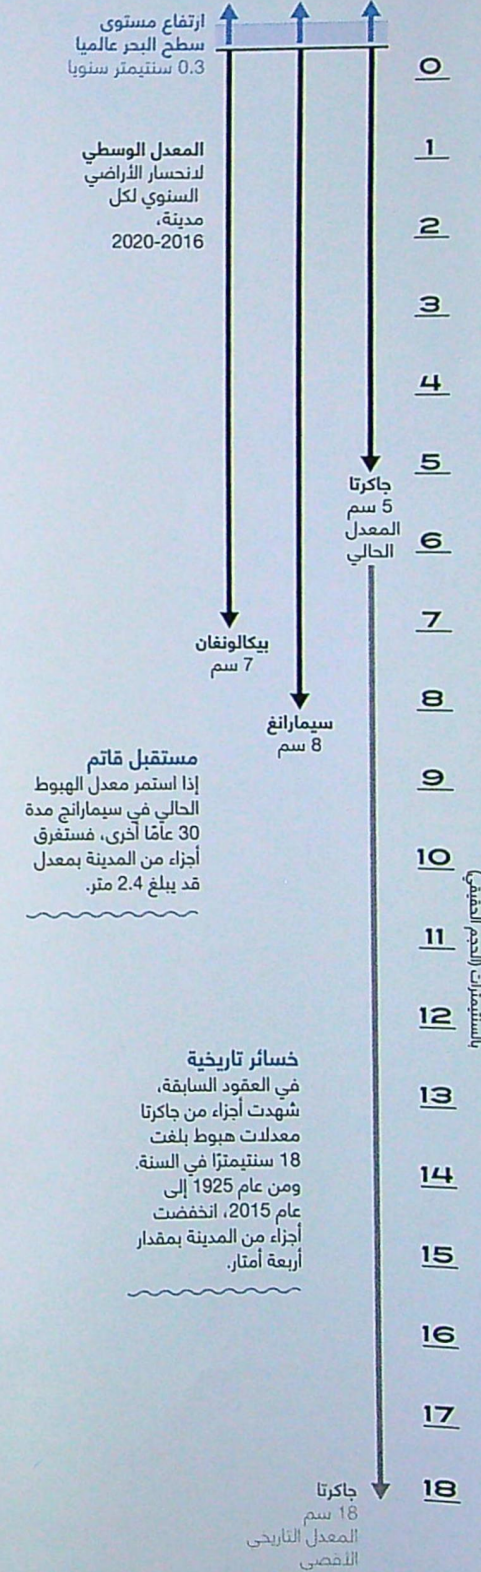 ارتفاع مستوى
سطح البحر عالميا
0.3 سنتيمتر سنويا
المعدل الوسطي
لانحسار الأراضي
السنوي لكل
مدينة،
2020-2016
0
1
2
3
4
5
6
7
8
9
10
11
12
13
14
15
16
17
18
بالسنتيمترات (الحجم الحقيقي)
جاكرتا
5 سم
المعدل
الحالي
بيكالونغان
7 سم
سيمارانغ
8 سم
مستقبل قاتم
إذا استمر معدل الهبوط
الحالي في سيمارانج مدة
30 عامًا أخرى، فستغرق
أجزاء من المدينة بمعدل
قد يبلغ 2.4 متر.
خسائر تاريخية
في العقود السابقة،
شهدت أجزاء من جاكرتا
معدلات هبوط بلغت
18 سنتيمترًا في السنة.
ومن عام 1925 إلى
عام 2015، انخفضت
أجزاء من المدينة بمقدار
أربعة أمتار.
جاكرتا
18 سم
المعدل التاريخي
الأقصى